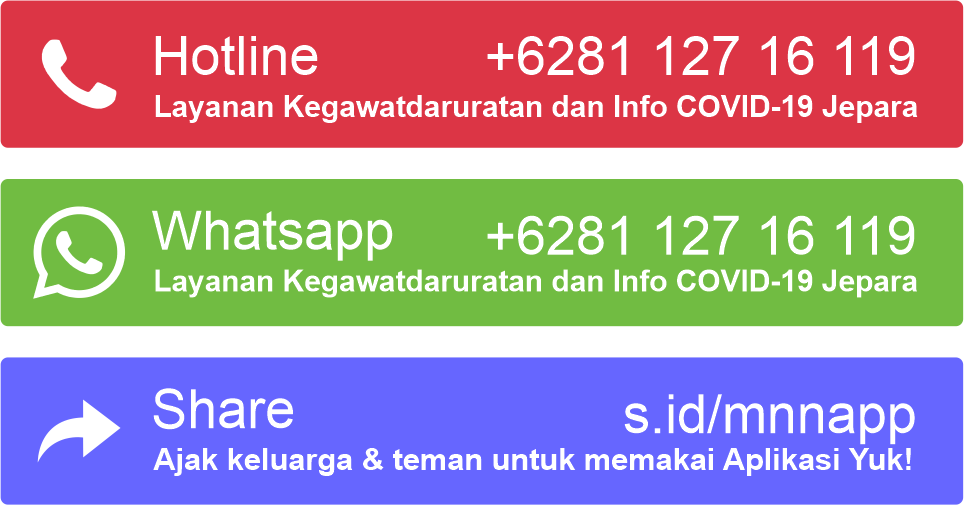 Hotline +6281 127 16 119
Layanan Kegawatdaruratan dan Info COVID-19 Jepara
Whatsapp +6281 127 16 119
Layanan Kegawatdaruratan dan Info COVID-19 Jepara
Share s.id/mnnapp
Ajak keluarga & teman untuk memakai Aplikasi Yuk!